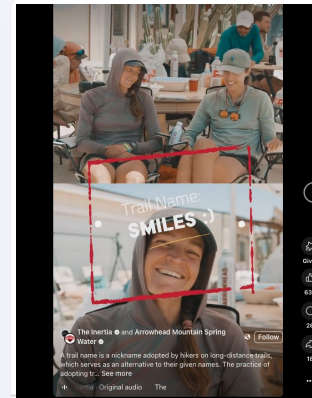 Trail Name:
SMILES :)
The Inertia and Arrowhead Mountain Spring
Water
Follow
A trail name is a nickname adopted by hikers on long-distance trails,
which serves as an alternative to their given names. The practice of
adopting tr... See more
Original audio The